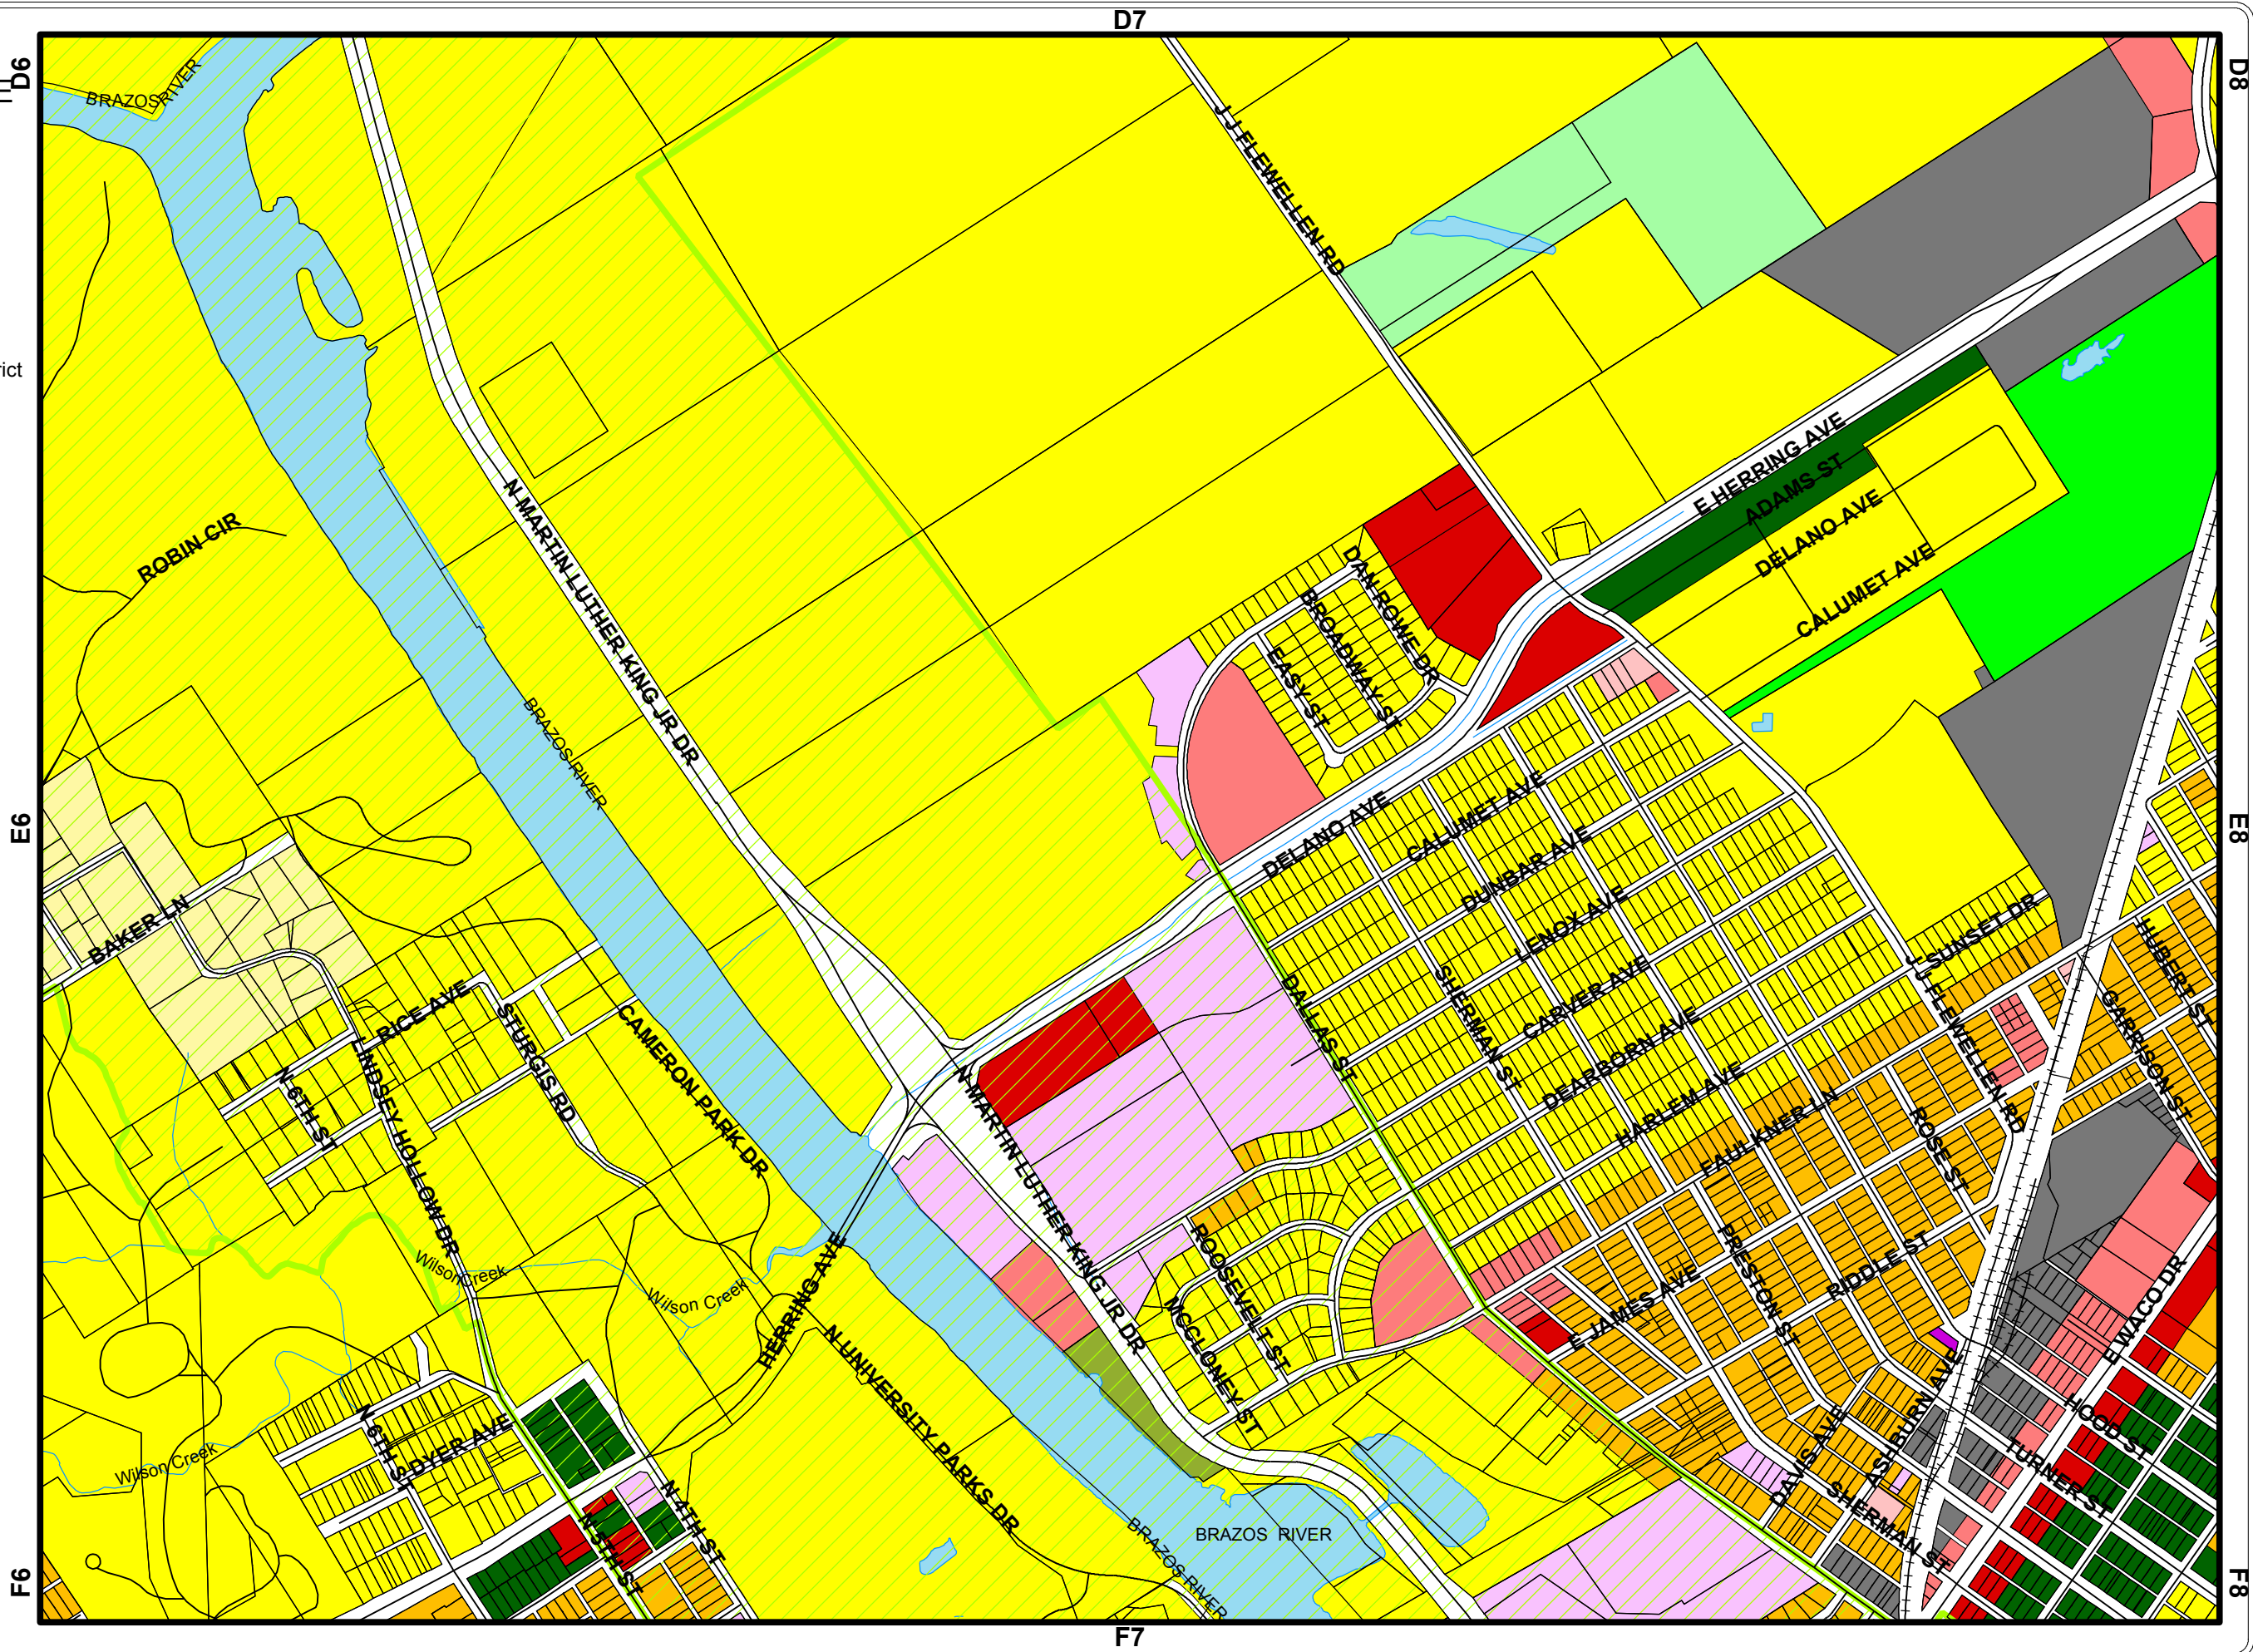 D7
D6
D8
BRAZOS RIVER
J J FLEWELLEN RD
rict
E HERRING AVE
ADAMS ST
DELANO AVE
CALUMET AVE
N MARTIN LUTHER KING JR DR
ROBIN CIR
DAN ROWE DR
BROADWAY ST
EASY ST
BRAZOS RIVER
E6
E8
DELANO AVE
CALUMET AVE
DUNBAR AVE
LENOX AVE
CARVER AVE
DEARBORN AVE
HARLEM AVE
FAULKNER LN
BAKER LN
RICE AVE
STURGIS RD
CAMERON PARK DR
N 6TH ST
LINDSEY HOLLOW DR
DALLAS ST
SHERMAN ST
SUNSET DR
J J FLEWELLEN RD
HUBERT ST
GARRISON ST
ROSE ST
N MARTIN LUTHER KING JR DR
Wilson Creek
Wilson Creek
HERRING AVE
ROOSEVELT ST
MCCLONEY ST
PRESTON ST
RIDDLE ST
E JAMES AVE
E WACO DR
N UNIVERSITY PARKS DR
N 6TH ST
DYER AVE
Wilson Creek
N 4TH ST
N 5TH ST
DAVIS AVE
ASHBURN AVE
SHERMAN ST
HOOD ST
TURNER ST
BRAZOS RIVER
BRAZOS RIVER
F6
F8
F7